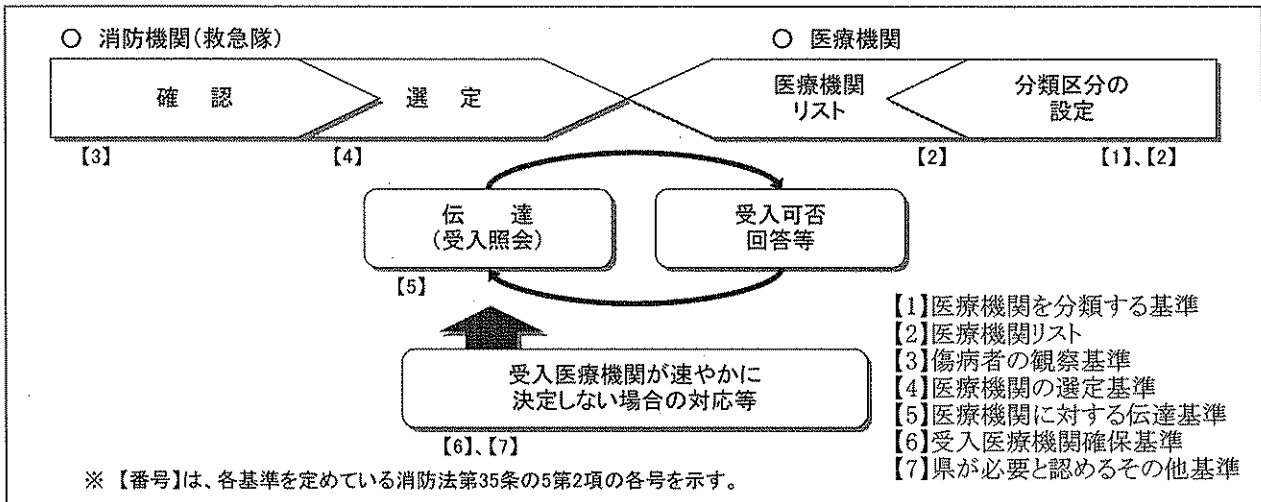 ○ 消防機関(救急隊)
○ 医療機関
確 認
選 定
医療機関
リスト
分類区分の
設定
【3】
【4】
【2】
【1】、【2】
伝 達
(受入照会)
受入可否
回答等
【5】
受入医療機関が速やかに
決定しない場合の対応等
【6】、【7】
【1】医療機関を分類する基準
【2】医療機関リスト
【3】傷病者の観察基準
【4】医療機関の選定基準
【5】医療機関に対する伝達基準
【6】受入医療機関確保基準
【7】県が必要と認めるその他基準
※ 【番号】は、各基準を定めている消防法第35条の5第2項の各号を示す。